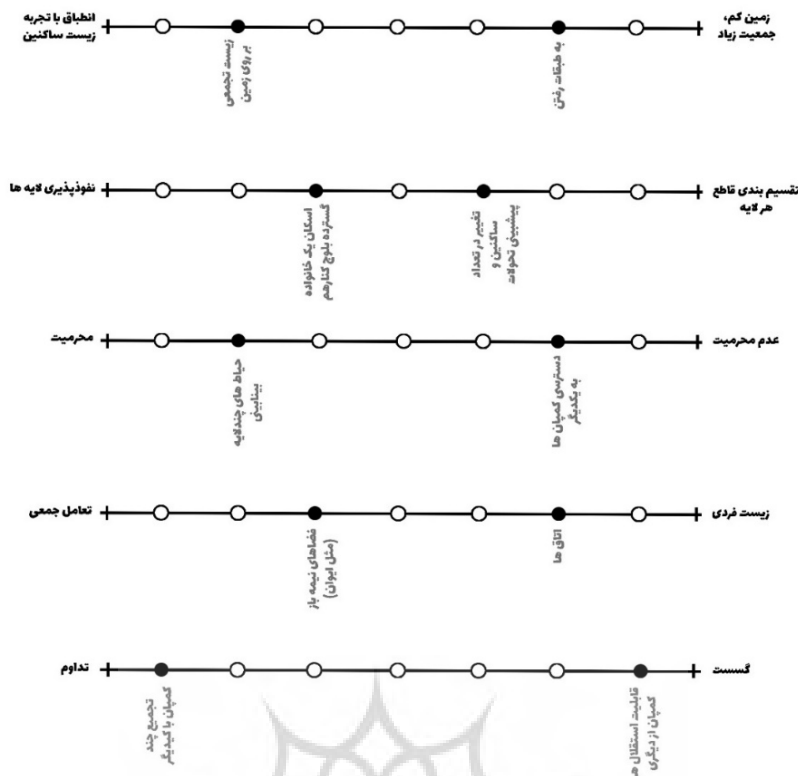 زمین کم،
جمعیت زیاد
انطباق با تجربه
زیست ساکنین
به طبقات رفتن
زیست تجمعی
بر روی زمین
تقسیم بندی قاطع
هر لایه
نفوذپذیری لایه ها
تغییر در تعداد
ساکنین و
پیشبینی تحولات
اسکان یک خانواده
گسترده بلوچ کنارهم
عدم محرمیت
محرمیت
دسترسی کمپان ها
به یکدیگر
حیاط های چندلایه
بینابینی
زیست فردی
تعامل جمعی
اتاق ها
فضاهای نیمه باز
(مثل ایوان)
گسست
تداوم
قابلیت استقلال هر
کمپان از دیگری
تجمیع چند
کمپان با کیدیگر